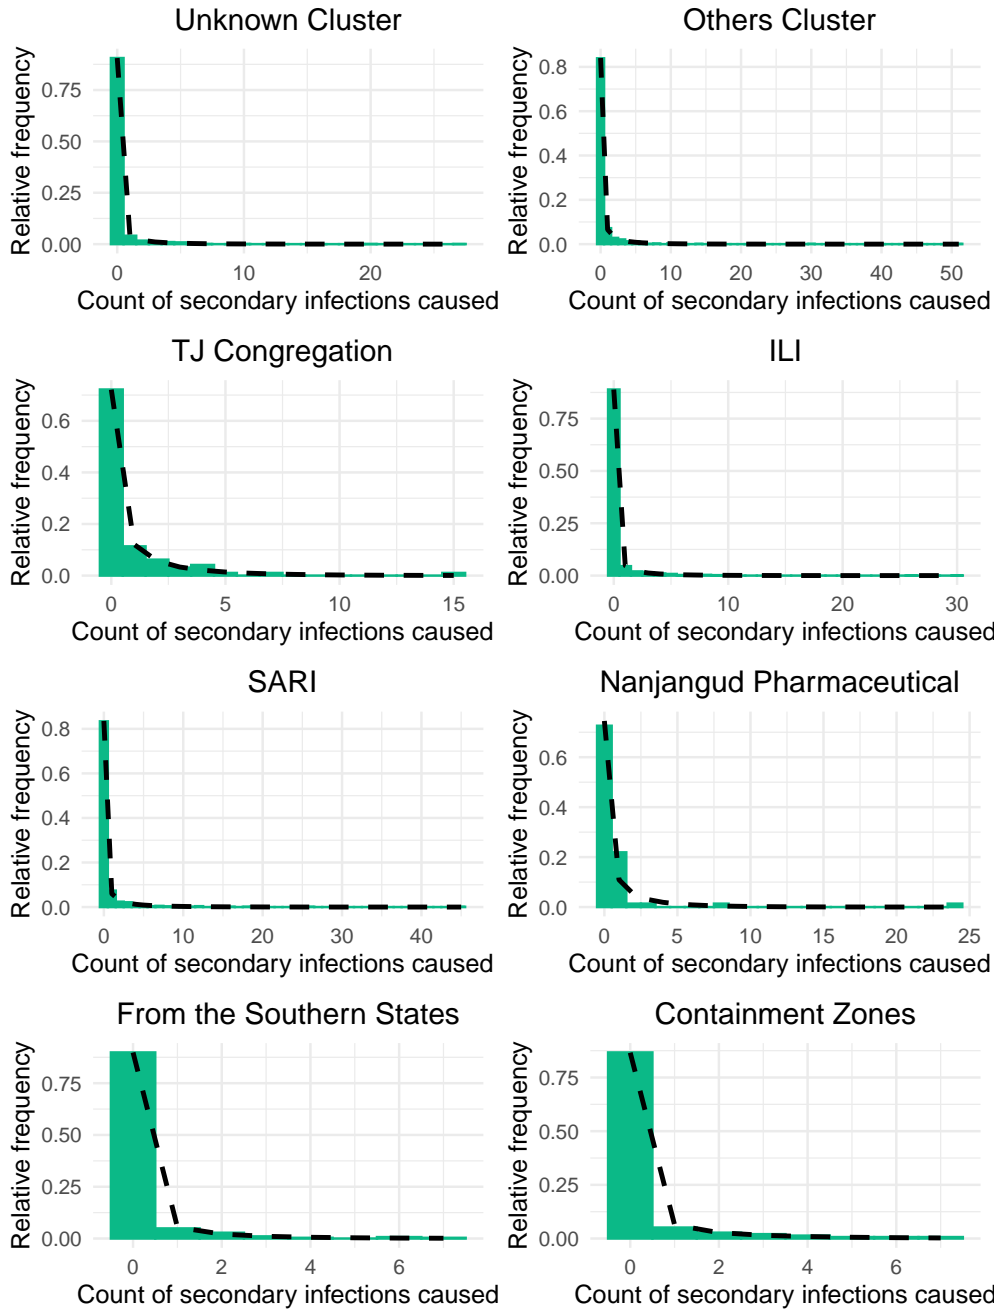 Unknown Cluster
Relative frequency
0.75
0.50
0.25
0.00
0 10 20
Count of secondary infections caused
Others Cluster
Relative frequency
0.8
0.6
0.4
0.2
0.0
0 10 20 30 40 50
Count of secondary infections caused
TJ Congregation
Relative frequency
0.6
0.4
0.2
0.0
0 5 10 15
Count of secondary infections caused
ILI
Relative frequency
0.75
0.50
0.25
0.00
0 10 20 30
Count of secondary infections caused
SARI
Relative frequency
0.8
0.6
0.4
0.2
0.0
0 10 20 30 40
Count of secondary infections caused
Nanjangud Pharmaceutical
Relative frequency
0.6
0.4
0.2
0.0
0 5 10 15 20 25
Count of secondary infections caused
From the Southern States
Relative frequency
0.75
0.50
0.25
0.00
0 2 4 6
Count of secondary infections caused
Containment Zones
Relative frequency
0.75
0.50
0.25
0.00
0 2 4 6
Count of secondary infections caused